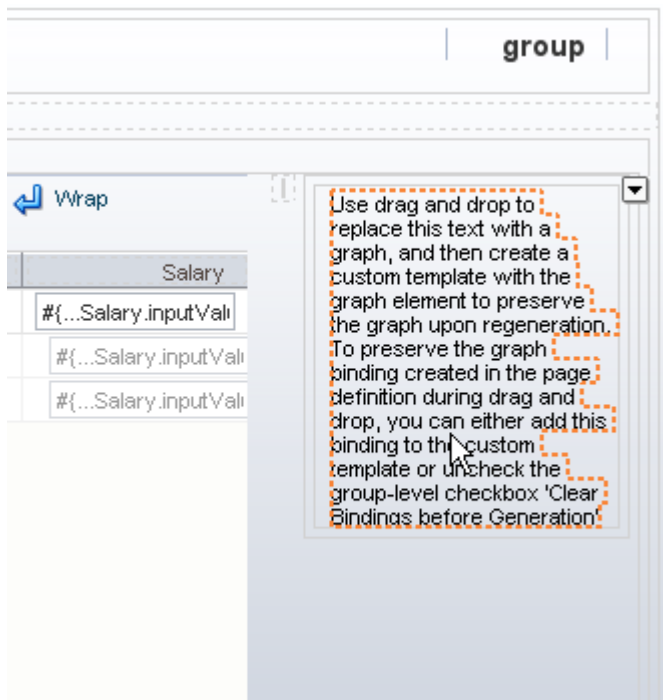 group
Wrap
Salary
#{...Salary.inputValu
#{...Salary.inputValu
#{...Salary.inputValu
Use drag and drop to
replace this text with a
graph, and then create a
custom template with the
graph element to preserve
the graph upon regeneration.
To preserve the graph
binding created in the page
definition during drag and
drop, you can either add this
binding to the custom
template or uncheck the
group-level checkbox 'Clear
Bindings before Generation'